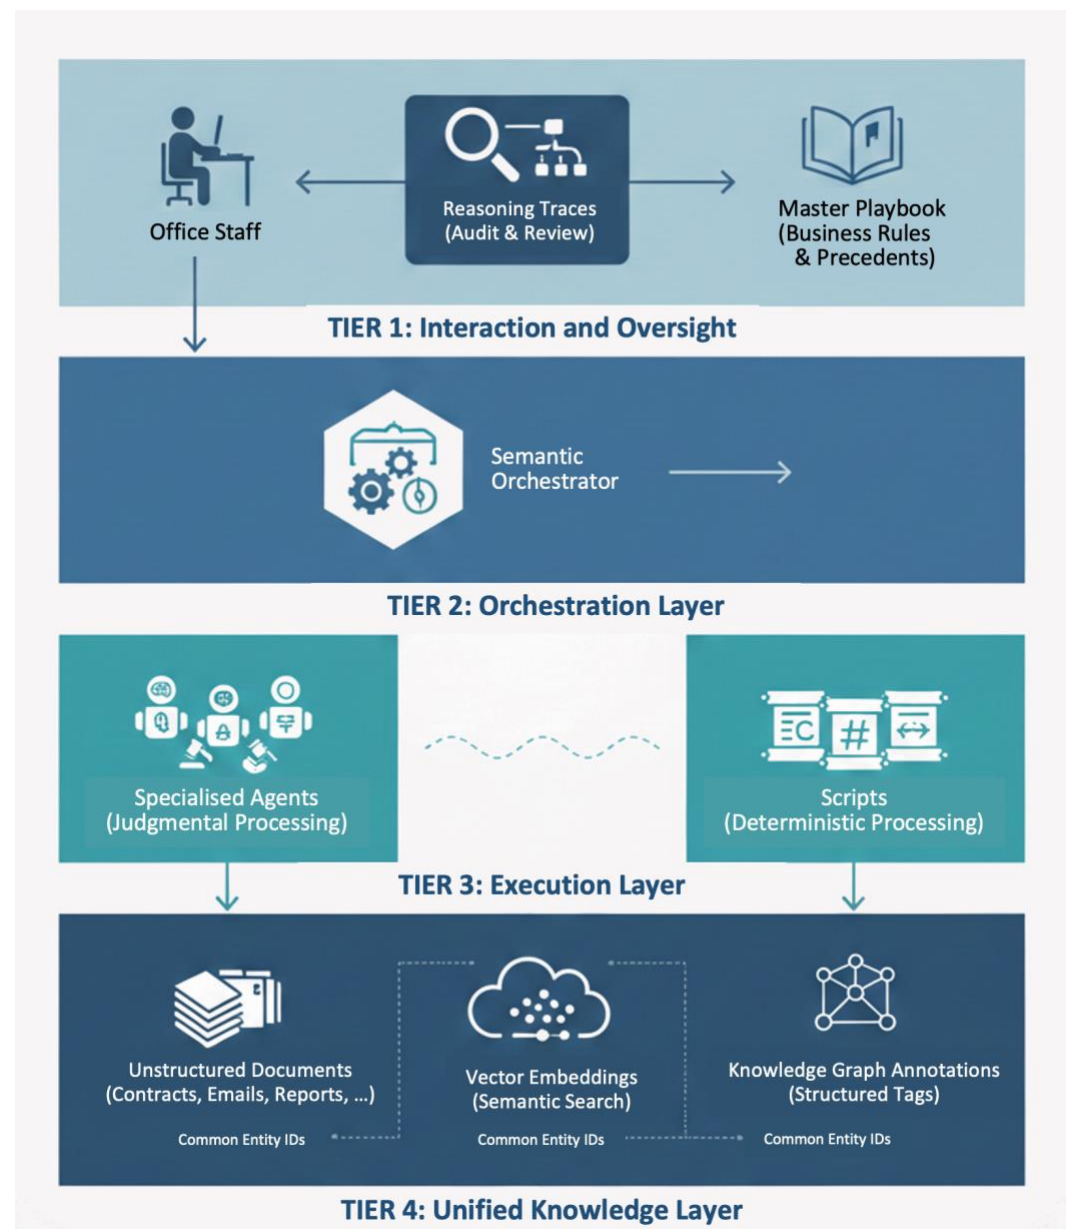 Office Staff
Reasoning Traces
(Audit & Review)
Master Playbook
(Business Rules
& Precedents)
TIER 1: Interaction and Oversight
Semantic
Orchestrator
TIER 2: Orchestration Layer
Specialised Agents
(Judgmental Processing)
Scripts
(Deterministic Processing)
TIER 3: Execution Layer
Unstructured Documents
(Contracts, Emails, Reports, ...)
Common Entity IDs
Vector Embeddings
(Semantic Search)
Common Entity IDs
Knowledge Graph Annotations
(Structured Tags)
Common Entity IDs
TIER 4: Unified Knowledge Layer